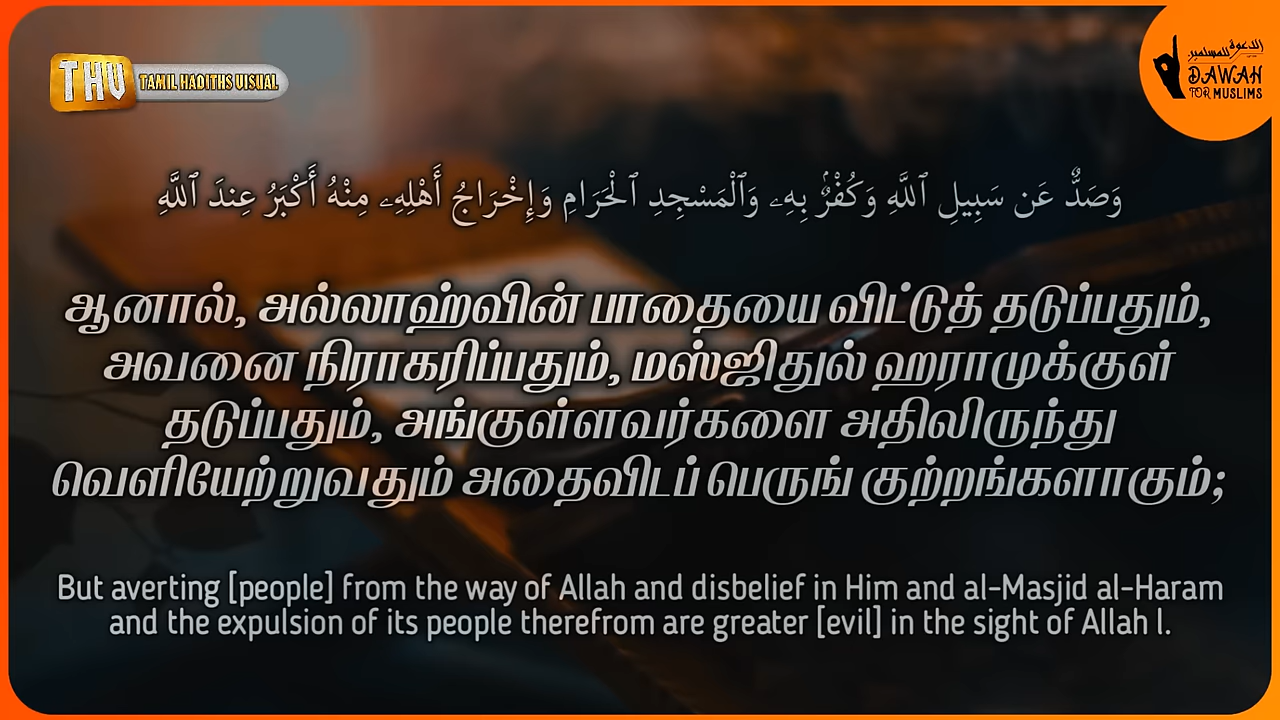 THV
TAMIL HADITHS VISUAL
الدعوة للمسلمين
DAWAH
FOR MUSLIMS
وَصَدٌّ عَن سَبِيلِ ٱللَّهِ وَكُفْرٌۢ بِهِۦ وَٱلْمَسْجِدِ ٱلْحَرَامِ وَإِخْرَاجُ أَهْلِهِۦ مِنْهُ أَكْبَرُ عِندَ ٱللَّهِ
ஆனால், அல்லாஹ்வின் பாதையை விட்டுத் தடுப்பதும்,
அவனை நிராகரிப்பதும், மஸ்ஜிதுல் ஹராமுக்குள்
தடுப்பதும், அங்குள்ளவர்களை அதிலிருந்து
வெளியேற்றுவதும் அதைவிடப் பெருங் குற்றங்களாகும்;
But averting [people] from the way of Allah and disbelief in Him and al-Masjid al-Haram
and the expulsion of its people therefrom are greater [evil] in the sight of Allah l.